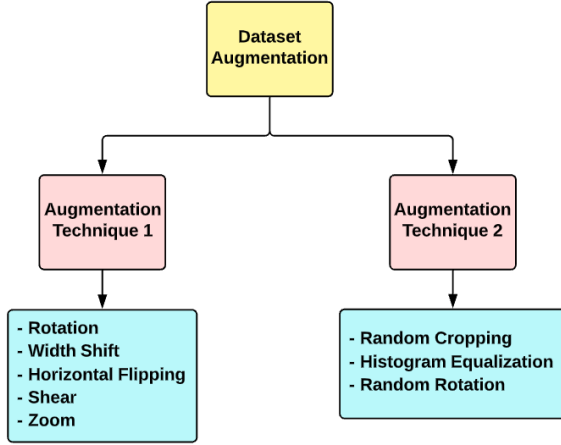 Dataset
Augmentation
Augmentation
Technique 1
Augmentation
Technique 2
- Rotation
- Width Shift
- Horizontal Flipping
- Shear
- Zoom
- Random Cropping
- Histogram Equalization
- Random Rotation